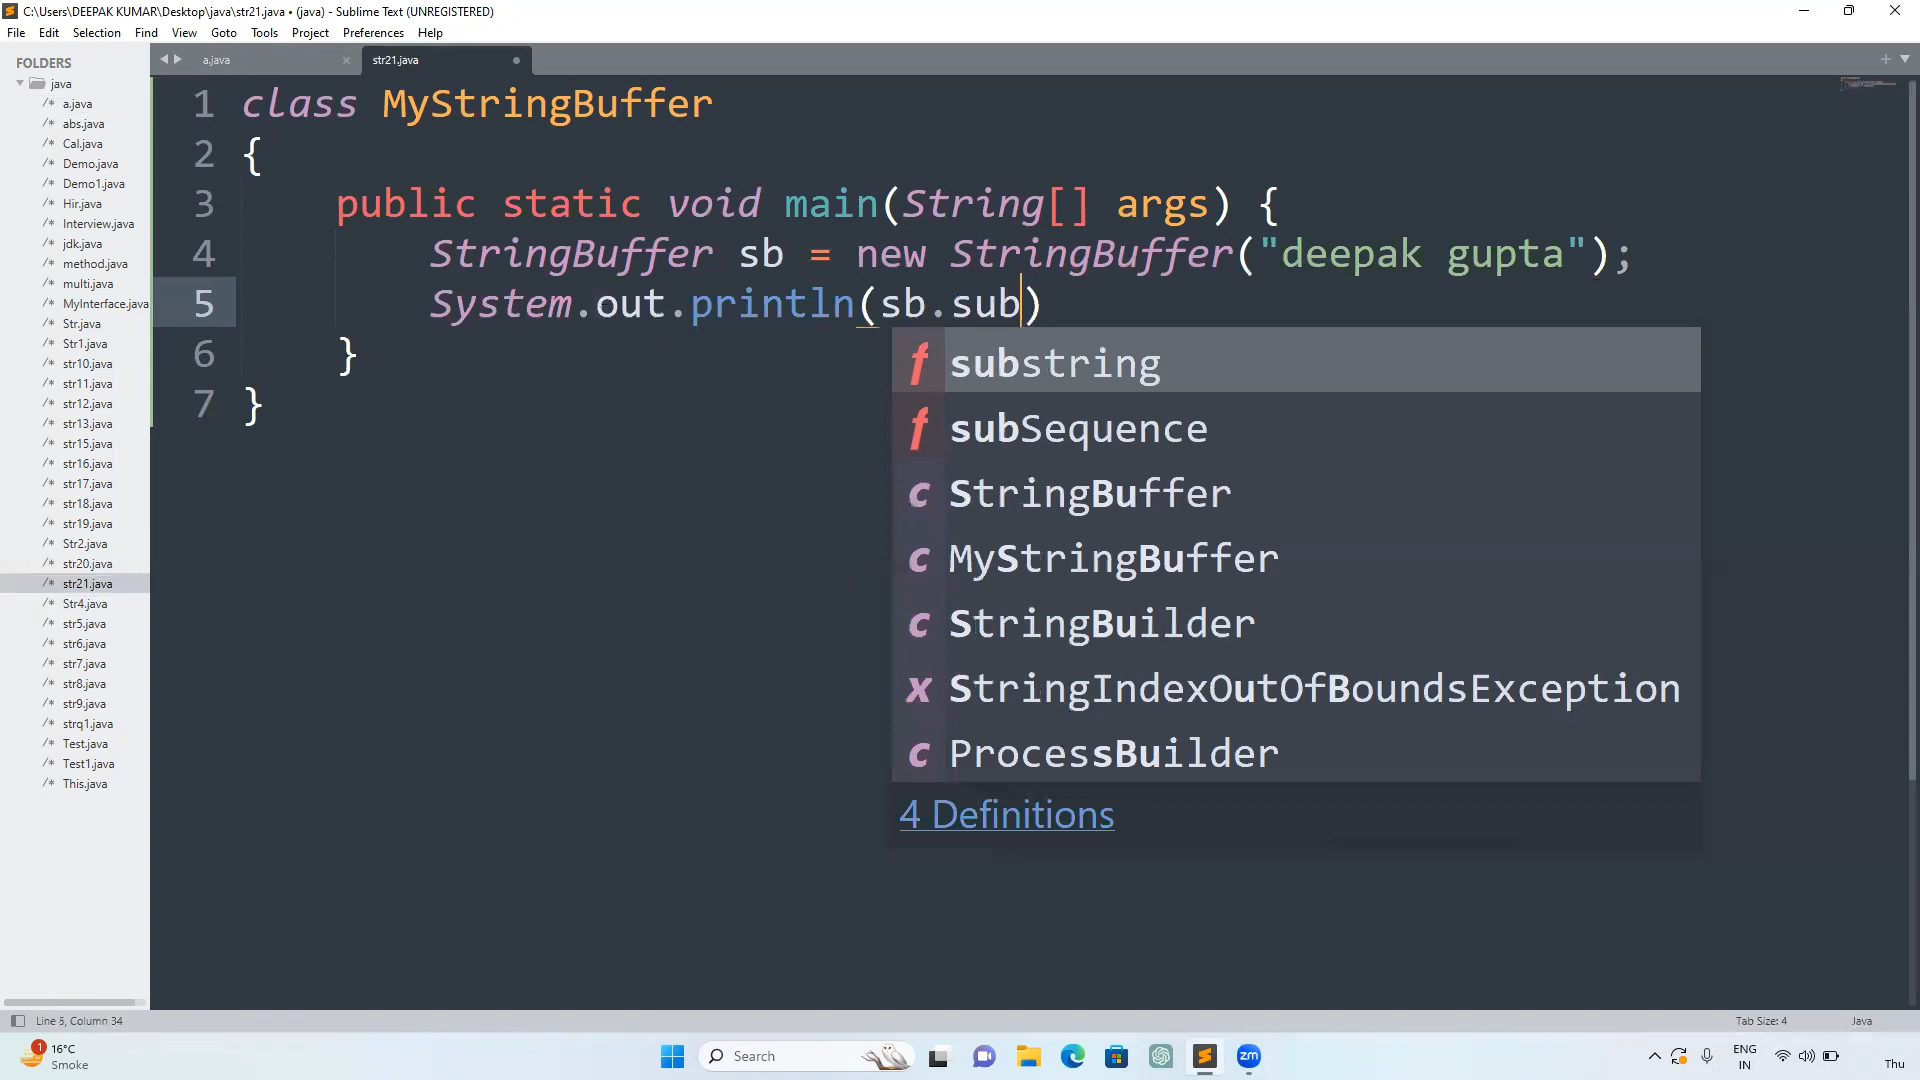 C:\Users\DEEPAK KUMAR\Desktop\java\str21.java • (java) - Sublime Text (UNREGISTERED)
File Edit Selection Find View Goto Tools Project Preferences Help
FOLDERS
java
/* a.java
/* abs.java
/* Cal.java
/* Demo.java
/* Demo1.java
/* Hir.java
/* Interview.java
/* jdk.java
/* method.java
/* multi.java
/* MyInterface.java
/* Str.java
/* Str1.java
/* str10.java
/* str11.java
/* str12.java
/* str13.java
/* str15.java
/* str16.java
/* str17.java
/* str18.java
/* str19.java
/* Str2.java
/* str20.java
/* str21.java
/* Str4.java
/* str5.java
/* str6.java
/* str7.java
/* str8.java
/* str9.java
/* strq1.java
/* Test.java
/* Test1.java
/* This.java
a.java
str21.java
1 class MyStringBuffer
2 {
3 public static void main(String[] args) {
4 StringBuffer sb = new StringBuffer("deepak gupta");
5 System.out.println(sb.sub)
6 }
7 }
f substring
f subSequence
c StringBuffer
c MyStringBuffer
c StringBuilder
x StringIndexOutOfBoundsException
c ProcessBuilder
4 Definitions
Line 5, Column 34
Tab Size: 4
Java
1
16°C
Smoke
Search
zm
ENG
IN
Thu